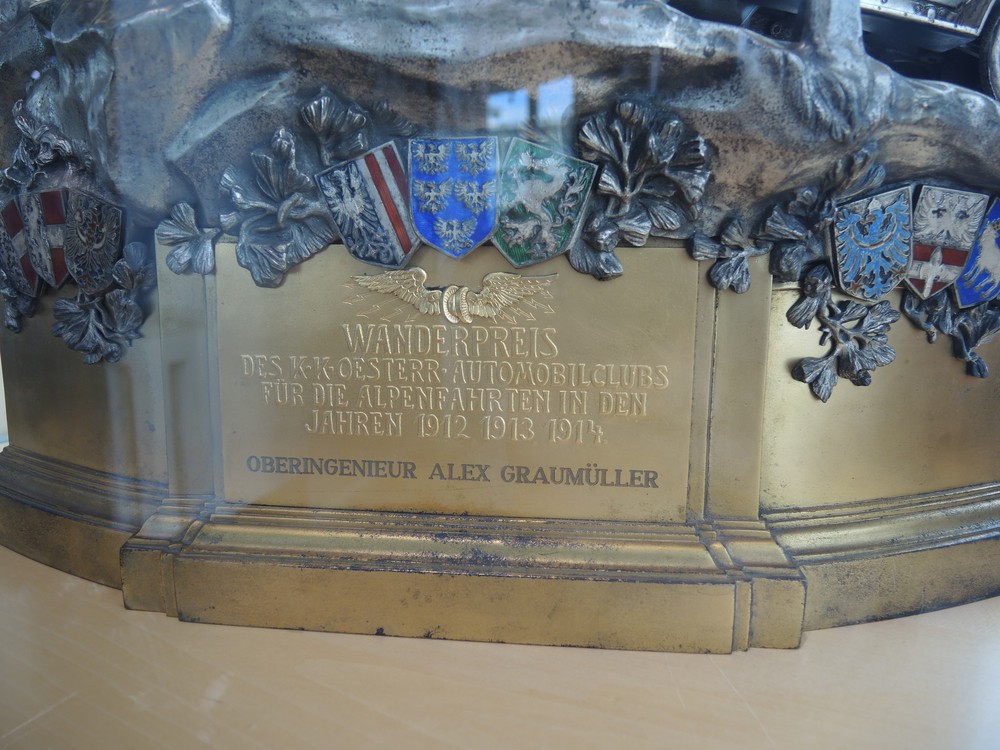 WANDERPREIS
DES K·K·OESTERR·AUTOMOBILCLUBS
FÜR DIE ALPENFAHRTEN IN DEN
JAHREN 1912 1913 1914.
OBERINGENIEUR ALEX GRAUMÜLLER